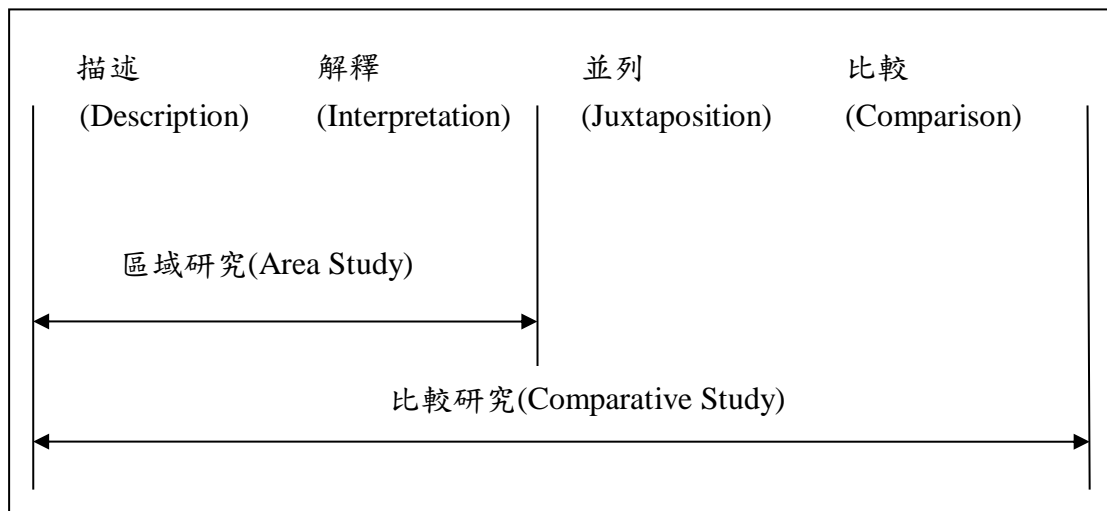 描述 解釋 並列 比較
(Description) (Interpretation) (Juxtaposition) (Comparison)
區域研究(Area Study)
比較研究(Comparative Study)